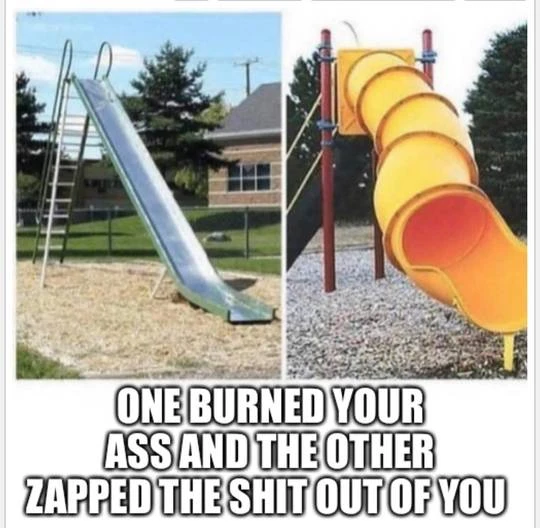 ONE BURNED YOUR
ASS AND THE OTHER
ZAPPED THE SHIT OUT OF YOU